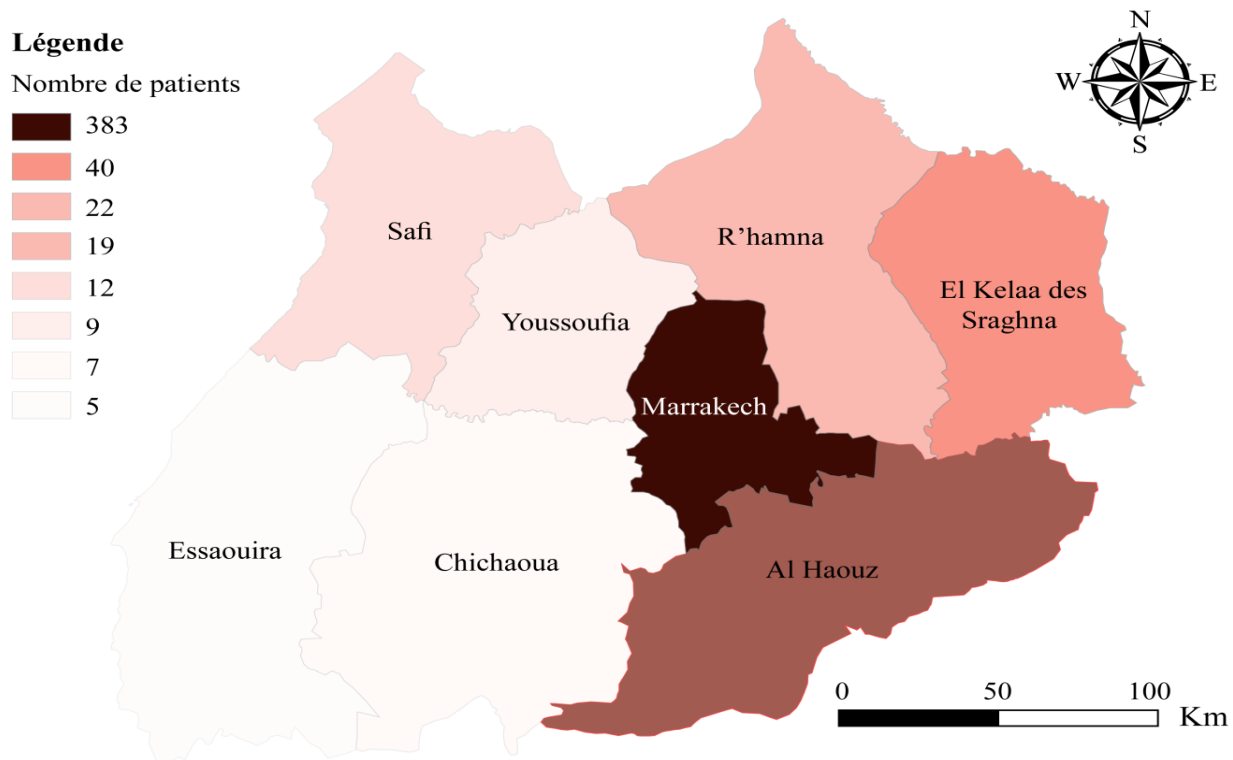 Légende
Nombre de patients
383
40
22
19
12
9
7
5
N
W
E
S
Safi
R’hamna
El Kelaa des
Sraghna
Youssoufia
Marrakech
Essaouira
Chichaoua
Al Haouz
0 50 100
Km